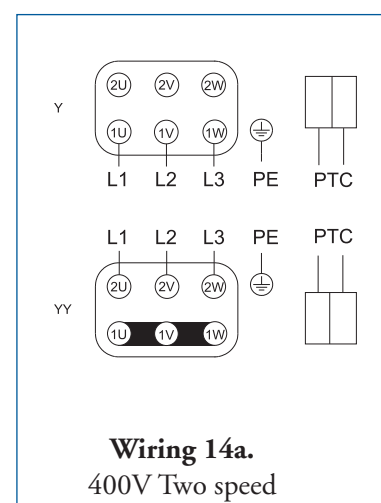 2U 2V 2W
Y
1U 1V 1W
L1 L2 L3 PE PTC
L1 L2 L3 PE PTC
2U 2V 2W
YY
1U 1V 1W
Wiring 14a.
400V Two speed